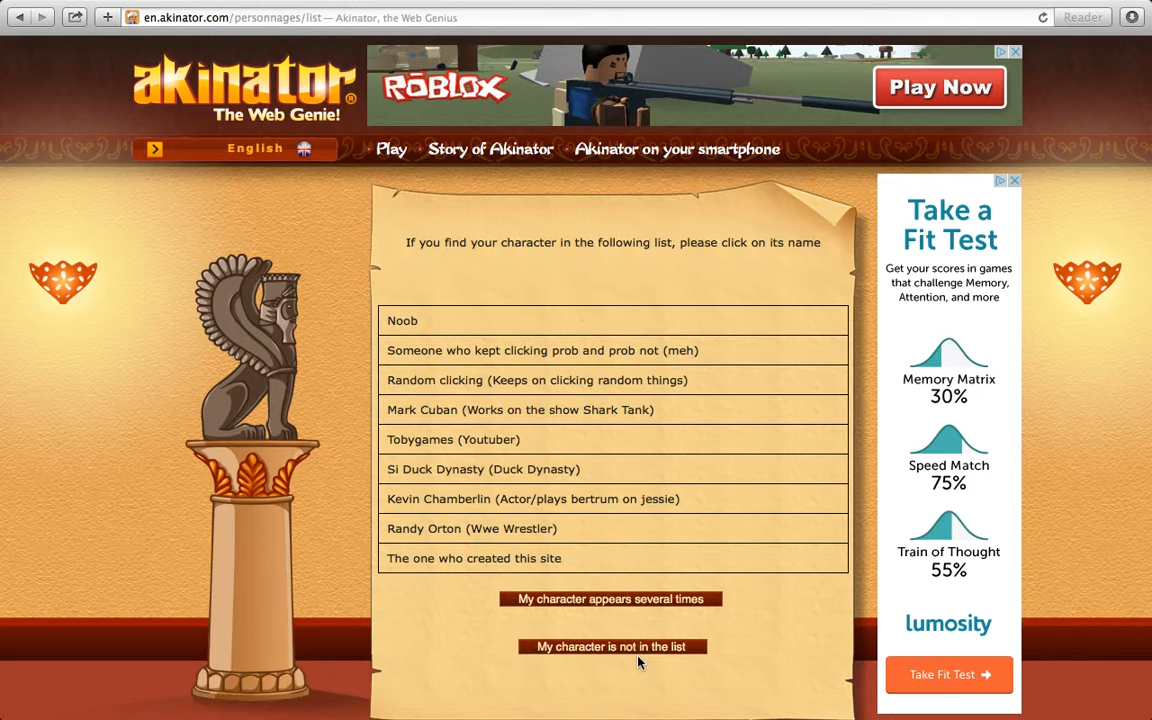 en.akinator.com/personnages/list — Akinator, the Web Genius
Reader
akinator®
The Web Genie!
ROBLOX
Play Now
English
Play
Story of Akinator
Akinator on your smartphone
If you find your character in the following list, please click on its name
Noob
Someone who kept clicking prob and prob not (meh)
Random clicking (Keeps on clicking random things)
Mark Cuban (Works on the show Shark Tank)
Tobygames (Youtuber)
Si Duck Dynasty (Duck Dynasty)
Kevin Chamberlin (Actor/plays bertrum on jessie)
Randy Orton (Wwe Wrestler)
The one who created this site
My character appears several times
My character is not in the list
Take a
Fit Test
Get your scores in games
that challenge Memory,
Attention, and more
Memory Matrix
30%
Speed Match
75%
Train of Thought
55%
lumosity
Take Fit Test